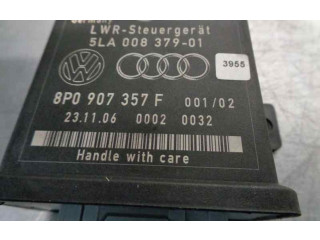 Germany
LWR-Steuergerät
5LA 008 379-01
3955
8P0 907 357 F 001/02
23.11.06 0002 0032
Handle with care